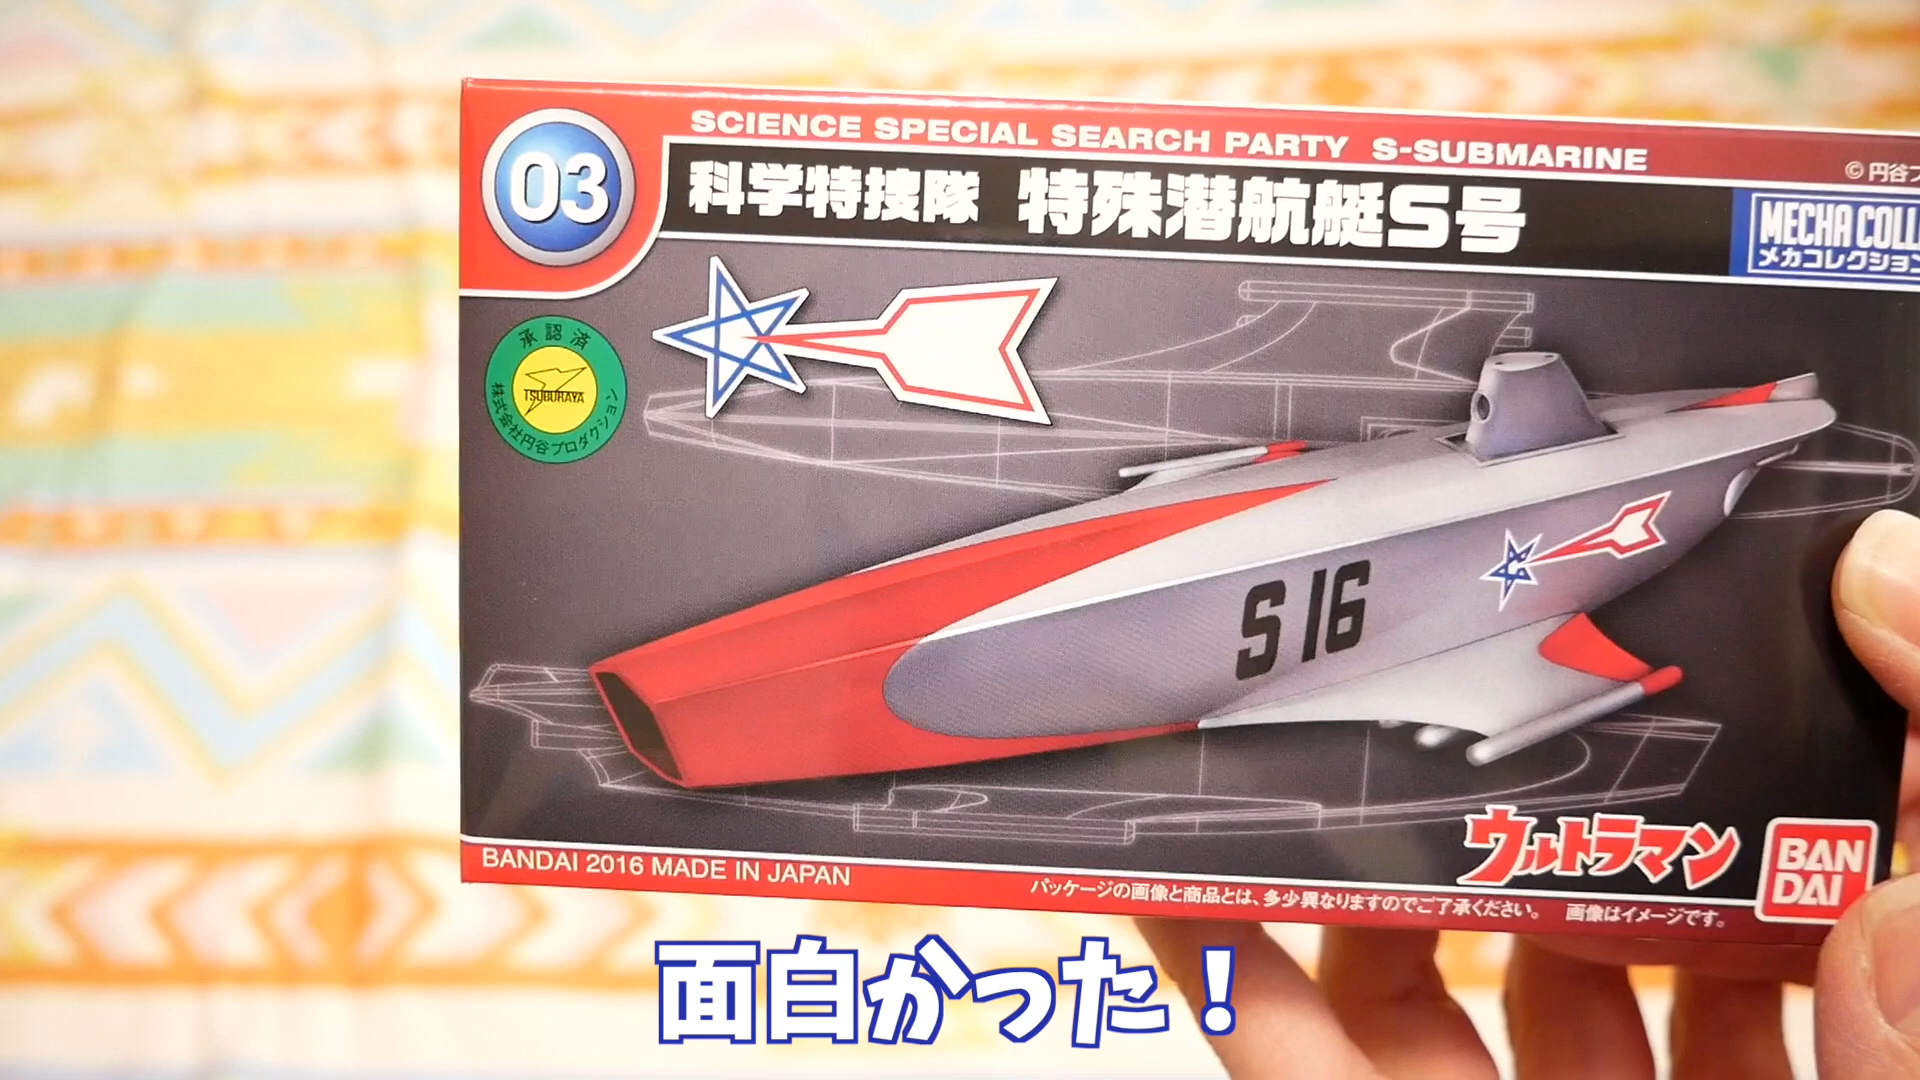 SCIENCE SPECIAL SEARCH PARTY S-SUBMARINE
03
© 円谷プ
科学特捜隊 特殊潜航艇S号
MECHA COLL
メカコレクション
承認済
TSUBURAYA
株式会社円谷プロダクション
S16
ウルトラマン
BAN
DAI
BANDAI 2016 MADE IN JAPAN
パッケージの画像と商品とは、多少異なりますのでご了承ください。 画像はイメージです。
面白かった!